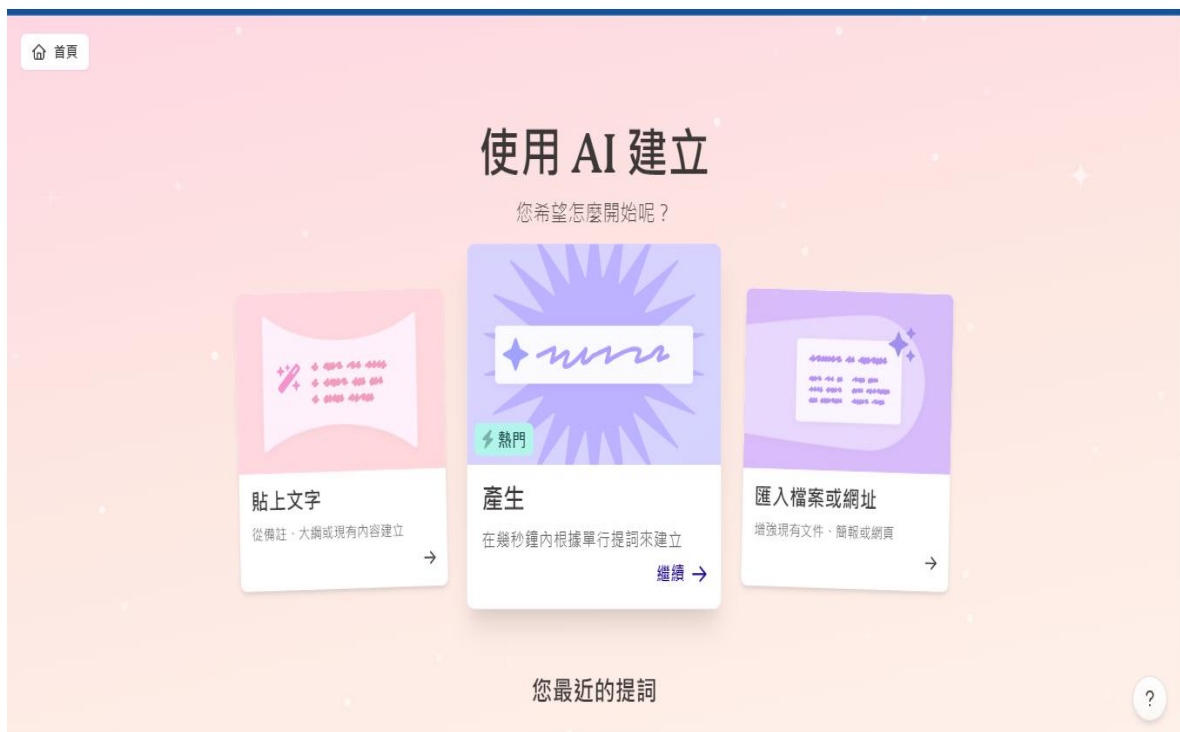 首頁
使用 AI 建立
您希望怎麼開始呢？
熱門
貼上文字
從備註、大綱或現有內容建立
→
產生
在幾秒鐘內根據單行提詞來建立
繼續 →
匯入檔案或網址
增強現有文件、簡報或網頁
→
您最近的提詞
?